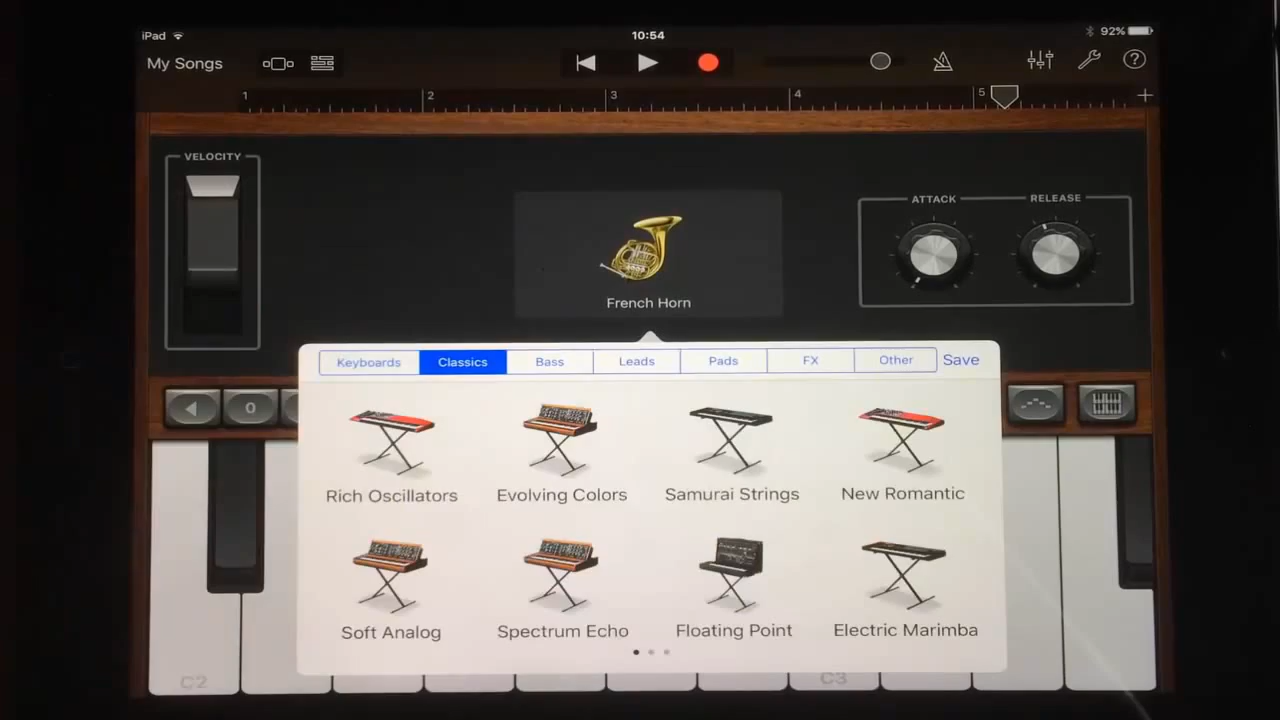 iPad 10:54 92%
My Songs ?
1 2 3 4 5 +
VELOCITY ATTACK RELEASE
French Horn
Keyboards Classics Bass Leads Pads FX Other Save
0
Rich Oscillators Evolving Colors Samurai Strings New Romantic
Soft Analog Spectrum Echo Floating Point Electric Marimba
C2 C3